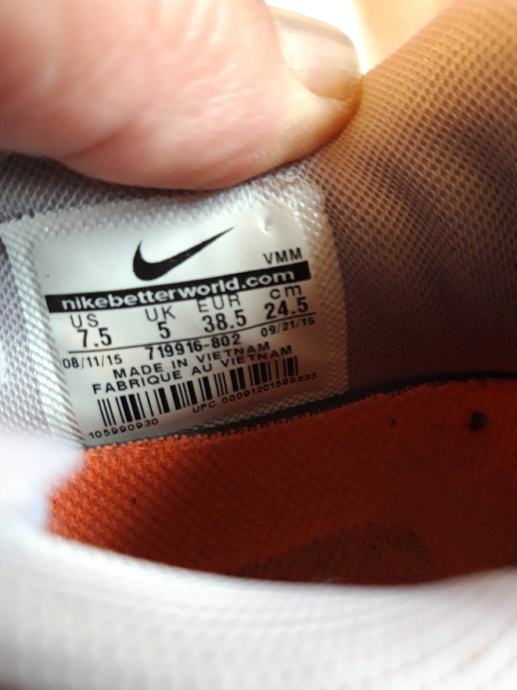 VMM
nikebetterworld.com
US UK EUR cm
7.5 5 38.5 24.5
08/11/15 719916-802 09/21/15
MADE IN VIETNAM
FABRIQUE AU VIETNAM
105990930 UPC